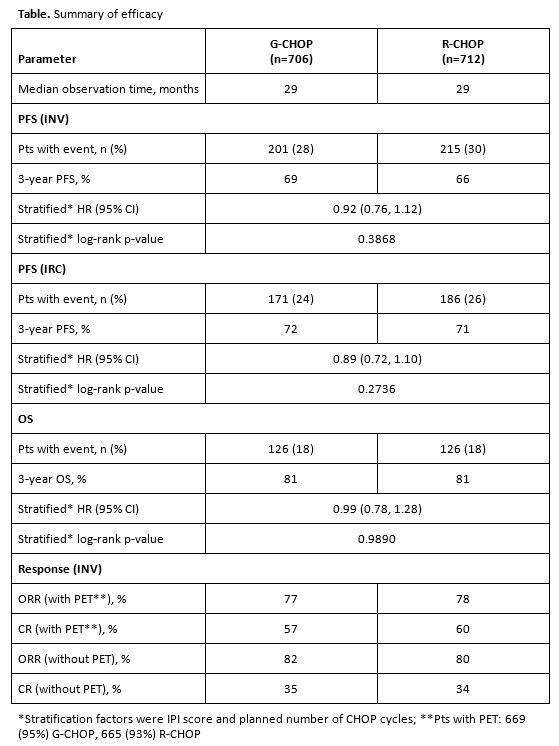 Table. Summary of efficacy
Parameter G-CHOP (n=706) R-CHOP (n=712)
Median observation time, months 29 29
PFS (INV)
Pts with event, n (%) 201 (28) 215 (30)
3-year PFS, % 69 66
Stratified* HR (95% CI) 0.92 (0.76, 1.12)
Stratified* log-rank p-value 0.3868
PFS (IRC)
Pts with event, n (%) 171 (24) 186 (26)
3-year PFS, % 72 71
Stratified* HR (95% CI) 0.89 (0.72, 1.10)
Stratified* log-rank p-value 0.2736
OS
Pts with event, n (%) 126 (18) 126 (18)
3-year OS, % 81 81
Stratified* HR (95% CI) 0.99 (0.78, 1.28)
Stratified* log-rank p-value 0.9890
Response (INV)
ORR (with PET**), % 77 78
CR (with PET**), % 57 60
ORR (without PET), % 82 80
CR (without PET), % 35 34
*Stratification factors were IPI score and planned number of CHOP cycles; **Pts with PET: 669
(95%) G-CHOP, 665 (93%) R-CHOP